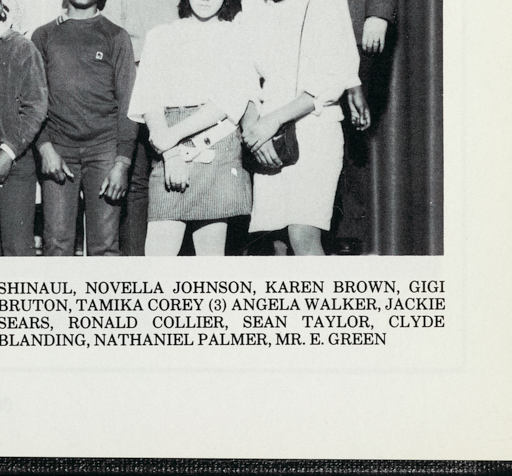 SHINAUL, NOVELLA JOHNSON, KAREN BROWN, GIGI
BRUTON, TAMIKA COREY (3) ANGELA WALKER, JACKIE
SEARS, RONALD COLLIER, SEAN TAYLOR, CLYDE
BLANDING, NATHANIEL PALMER, MR. E. GREEN